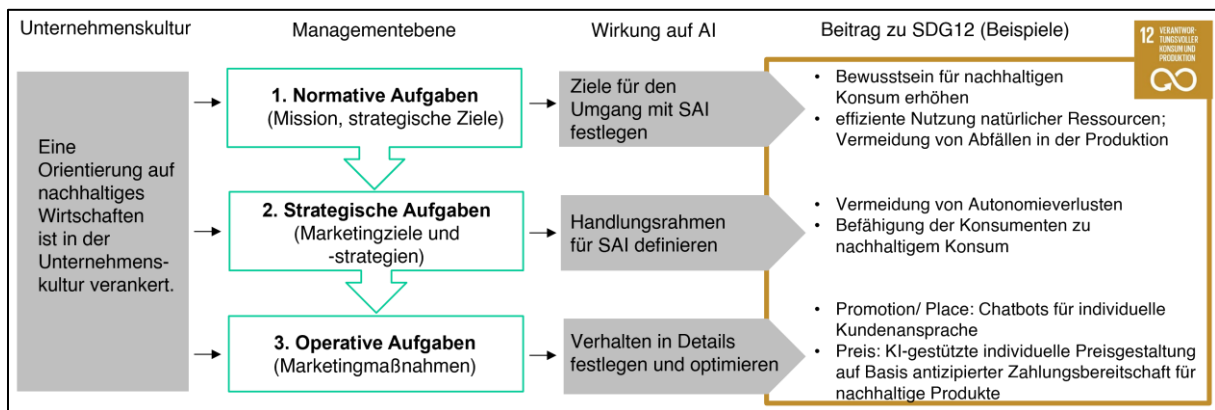 Unternehmenskultur
Managementebene
Wirkung auf AI
Beitrag zu SDG12 (Beispiele)
12 VERANTWOR-
TUNGSVOLLER
KONSUM UND
PRODUKTION
Eine
Orientierung auf
nachhaltiges
Wirtschaften
ist in der
Unternehmens-
kultur verankert.
1. Normative Aufgaben
(Mission, strategische Ziele)
Ziele für den
Umgang mit SAI
festlegen
• Bewusstsein für nachhaltigen
Konsum erhöhen
• effiziente Nutzung natürlicher Ressourcen;
Vermeidung von Abfällen in der Produktion
2. Strategische Aufgaben
(Marketingziele und
-strategien)
Handlungsrahmen
für SAI definieren
• Vermeidung von Autonomieverlusten
• Befähigung der Konsumenten zu
nachhaltigem Konsum
3. Operative Aufgaben
(Marketingmaßnahmen)
Verhalten in Details
festlegen und optimieren
• Promotion/ Place: Chatbots für individuelle
Kundenansprache
• Preis: KI-gestützte individuelle Preisgestaltung
auf Basis antizipierter Zahlungsbereitschaft für
nachhaltige Produkte